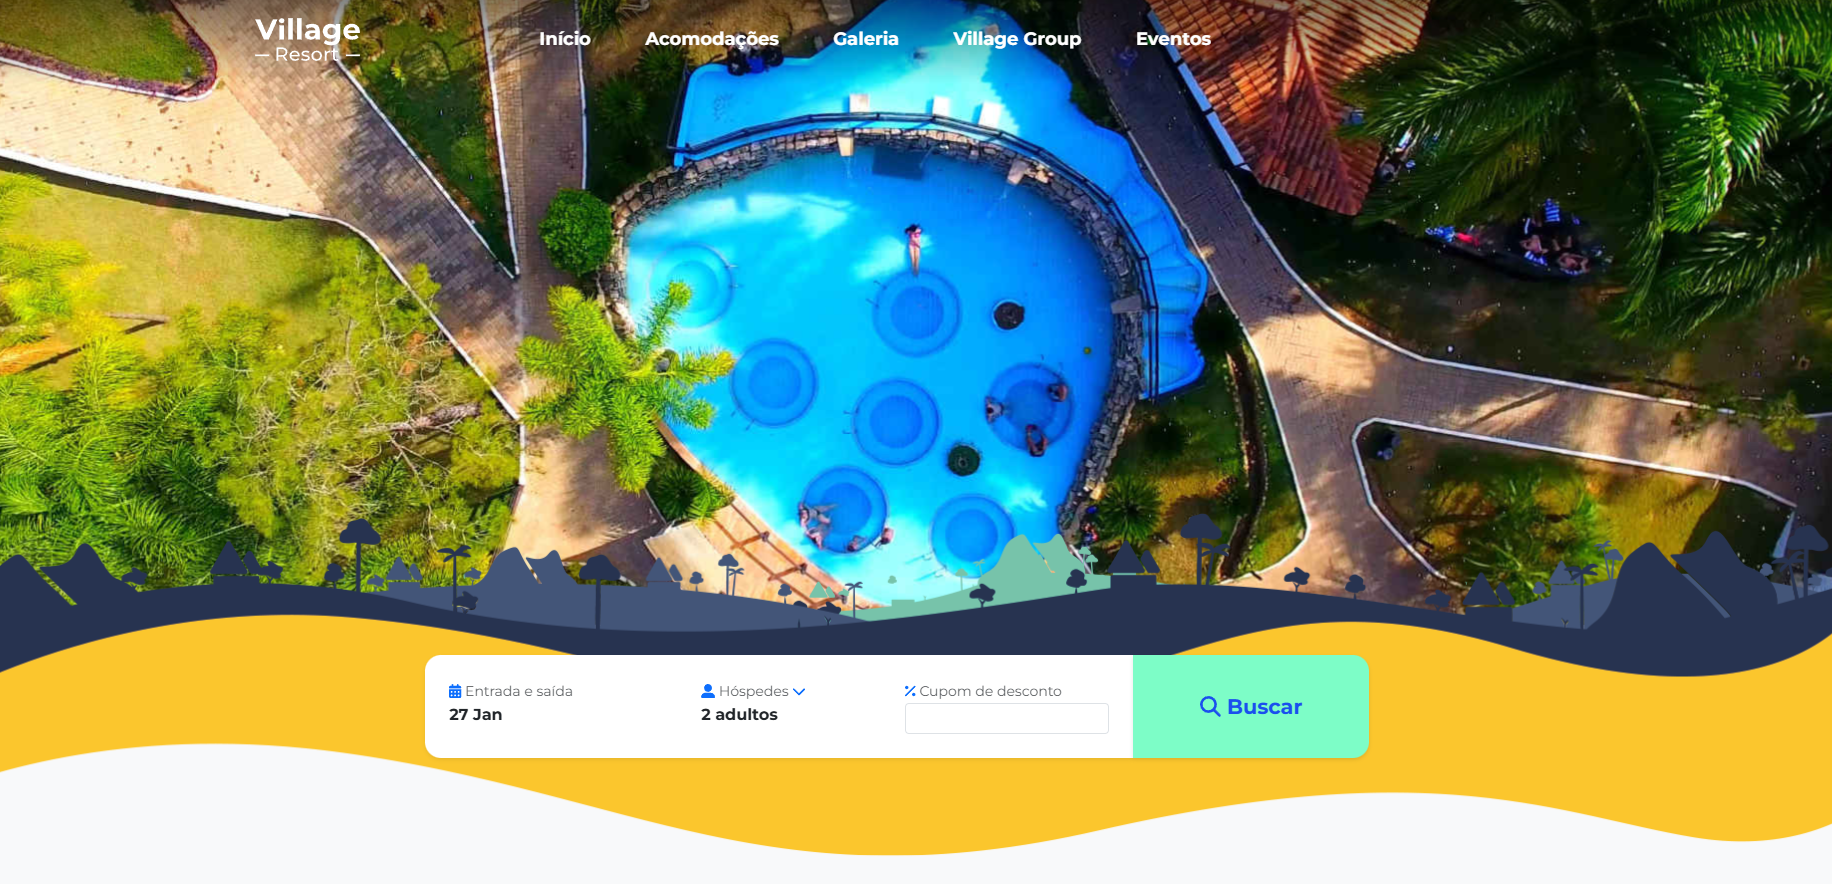 Village
Resort
Início
Acomodações
Galeria
Village Group
Eventos
Entrada e saída
27 Jan
Hóspedes
2 adultos
Cupom de desconto
Buscar